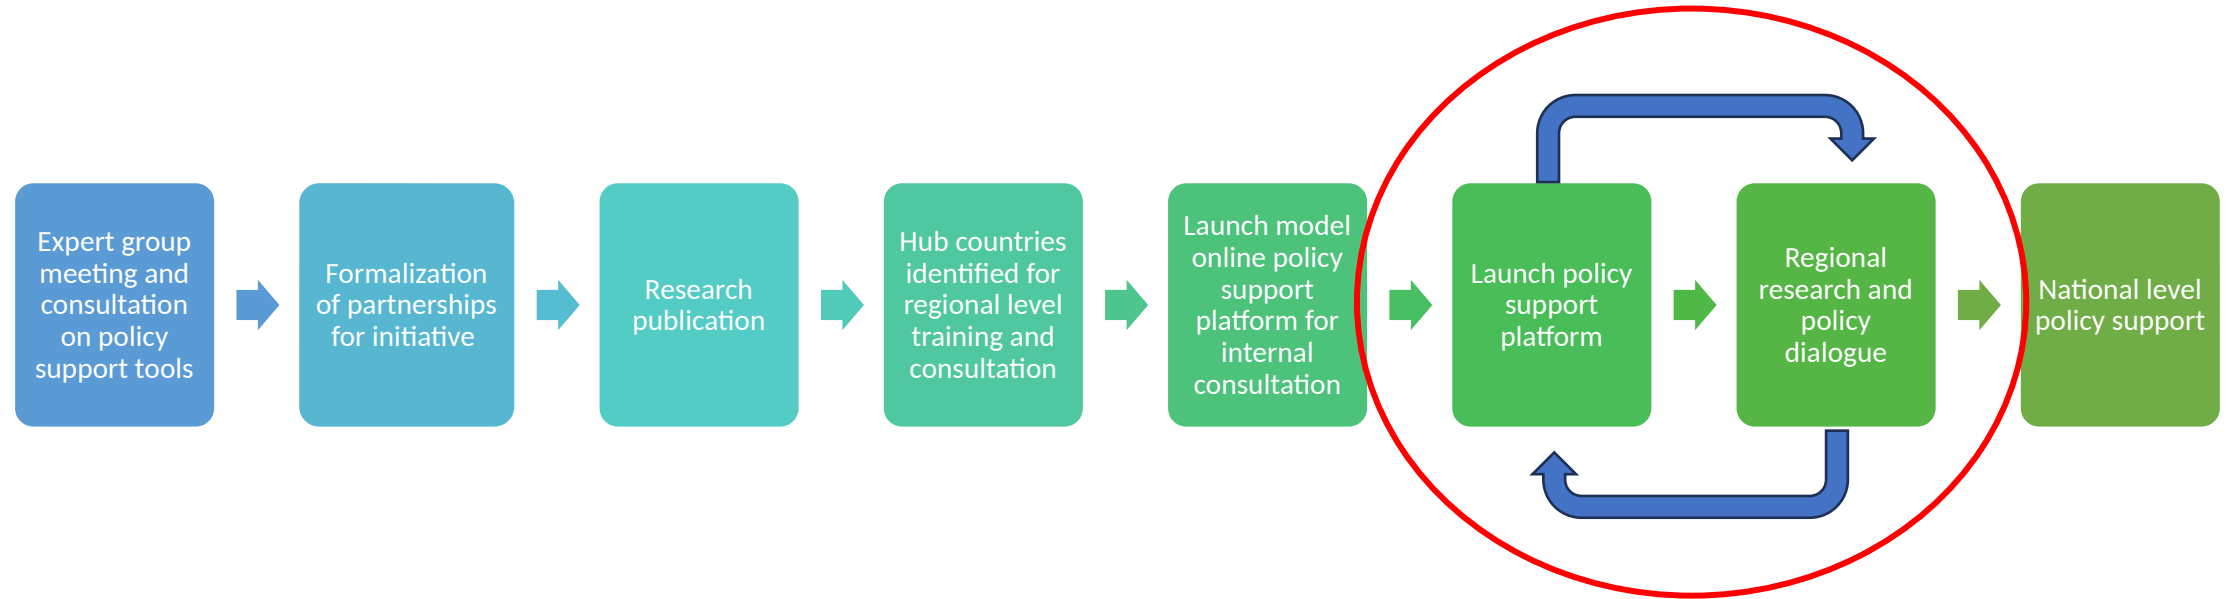 Expert group
meeting and
consultation
on policy
support tools
Formalization
of partnerships
for initiative
Research
publication
Hub countries
identified for
regional level
training and
consultation
Launch model
online policy
support
platform for
internal
consultation
Launch policy
support
platform
Regional
research and
policy
dialogue
National level
policy support